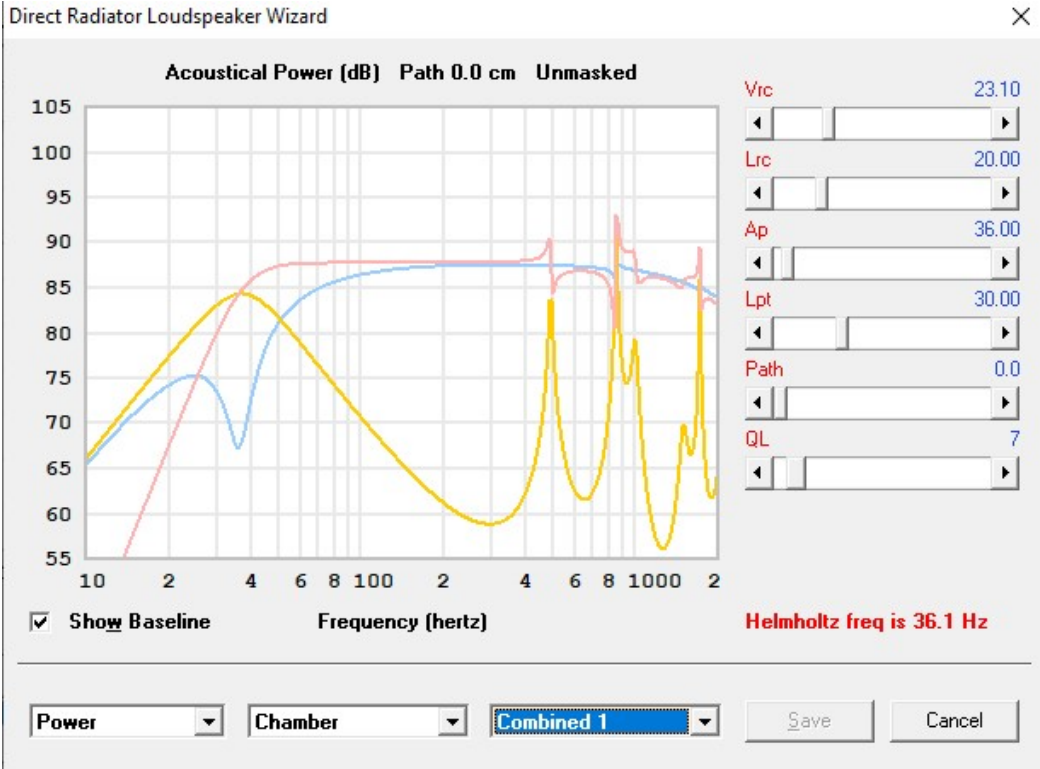 Direct Radiator Loudspeaker Wizard
Acoustical Power (dB) Path 0.0 cm Unmasked
105
100
95
90
85
80
75
70
65
60
55
10 2 4 6 8 100 2 4 6 8 1000 2
Show Baseline
Frequency (hertz)
Vrc 23.10
Lrc 20.00
Ap 36.00
Lpt 30.00
Path 0.0
QL 7
Helmholtz freq is 36.1 Hz
Power
Chamber
Combined 1
Save
Cancel